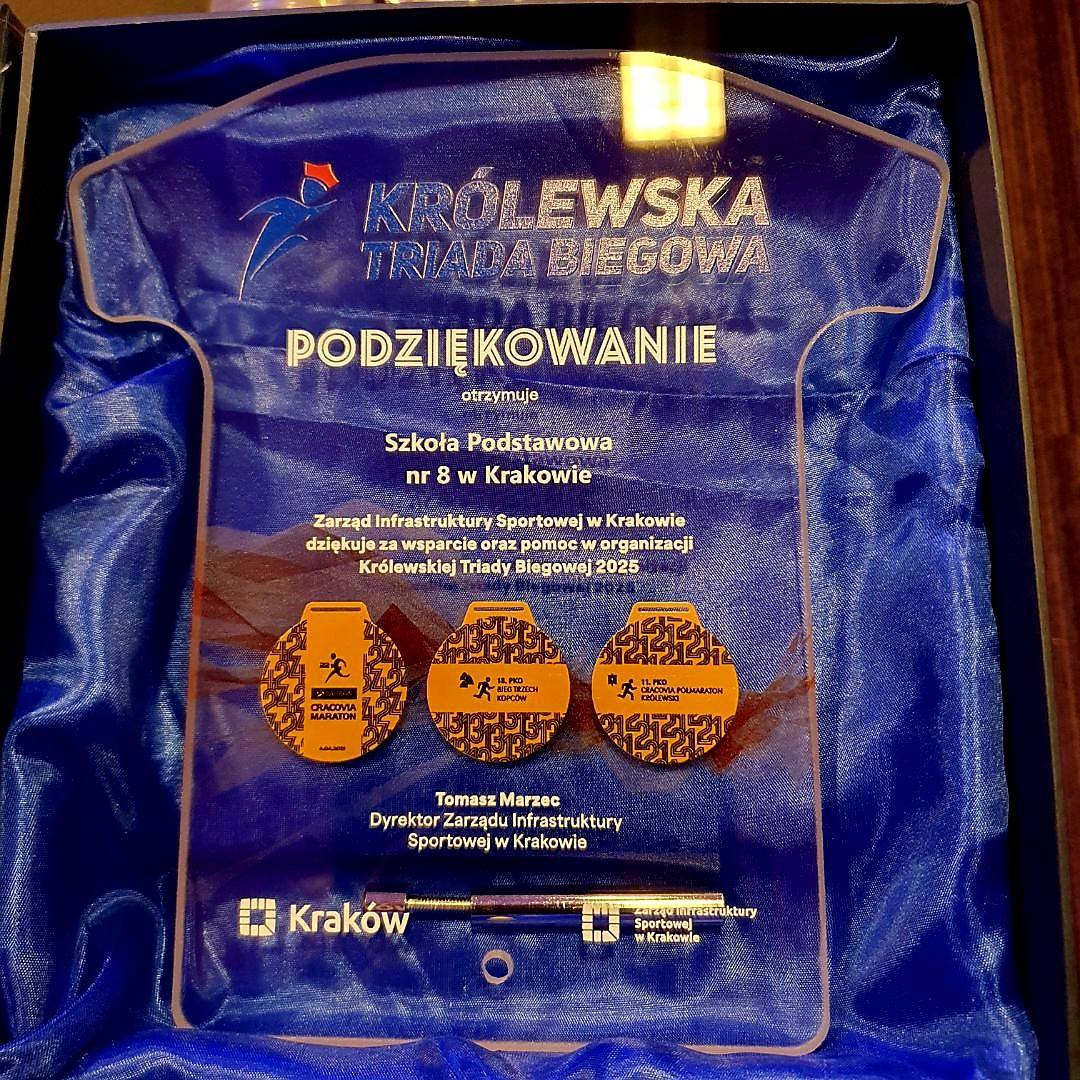 KRÓLEWSKA
TRIADA BIEGOWA
PODZIĘKOWANIE
otrzymuje
Szkoła Podstawowa
nr 8 w Krakowie
Zarząd Infrastruktury Sportowej w Krakowie
dziękuje za wsparcie oraz pomoc w organizacji
Królewskiej Triady Biegowej 2025
CRACOVIA
MARATON
18. PKO
BIEG TRZECH
KOPCÓW
11. PKO
CRACOVIA PÓŁMARATON
KRÓLEWSKI
Tomasz Marzec
Dyrektor Zarządu Infrastruktury
Sportowej w Krakowie
Kraków
Zarząd Infrastruktury
Sportowej
w Krakowie